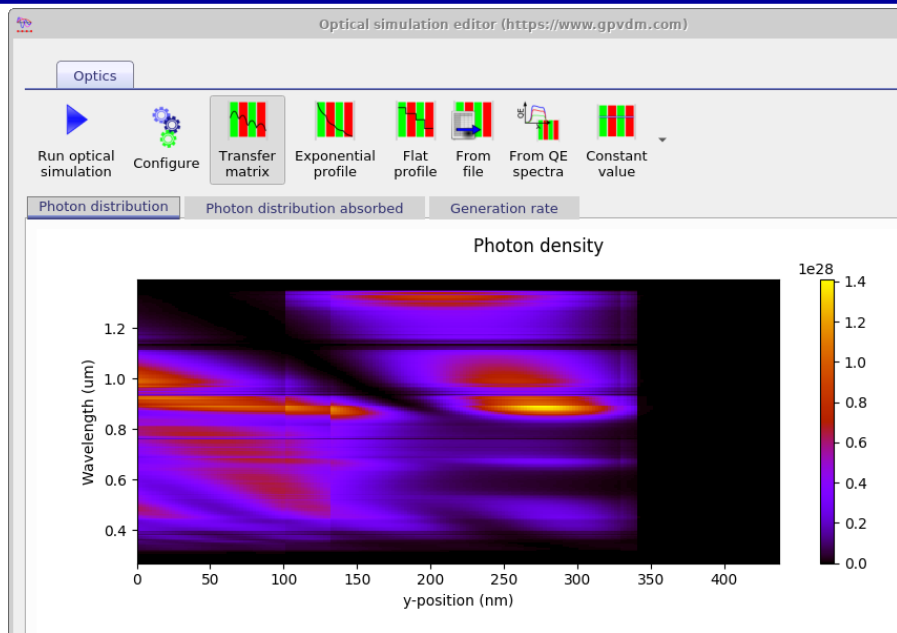 Optical simulation editor (https://www.gpvdm.com)
Optics
Run optical
simulation
Configure
Transfer
matrix
Exponential
profile
Flat
profile
From
file
QE
From QE
spectra
Constant
value
Photon distribution
Photon distribution absorbed
Generation rate
Photon density
1e28
1.4
1.2
1.0
0.8
0.6
0.4
0.2
0.0
Wavelength (um)
1.2
1.0
0.8
0.6
0.4
0 50 100 150 200 250 300 350 400
y-position (nm)